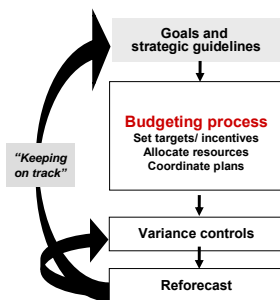 Goals and
strategic guidelines
Budgeting process
Set targets/ incentives
Allocate resources
Coordinate plans
"Keeping
on track"
Variance controls
Reforecast